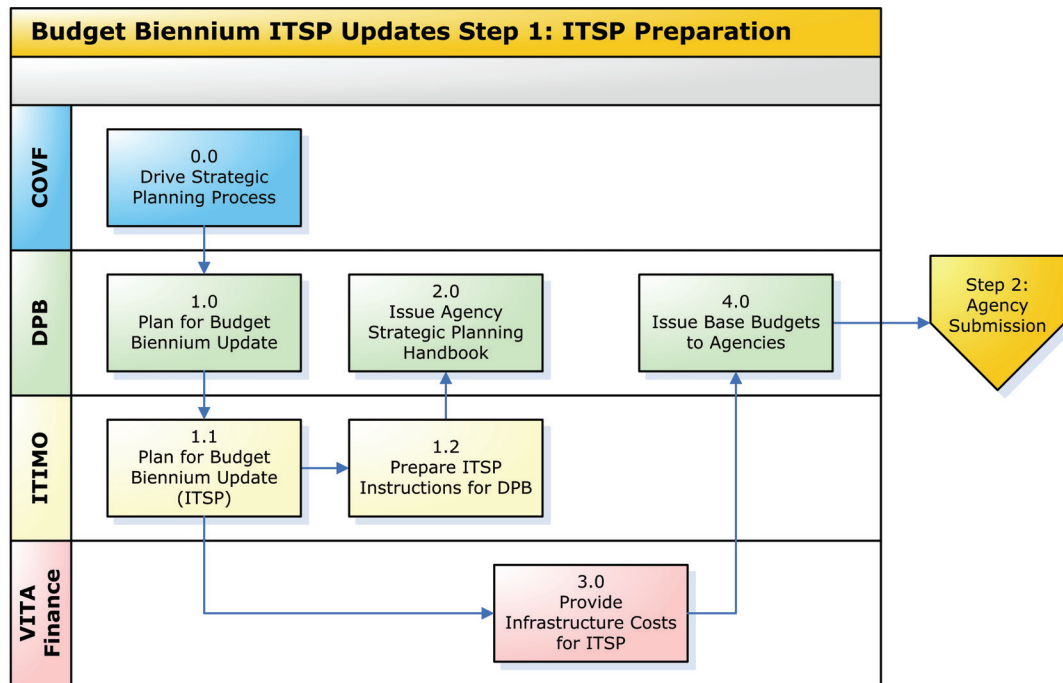 Budget Biennium ITSP Updates Step 1: ITSP Preparation
COVF
0.0
Drive Strategic
Planning Process
DPB
1.0
Plan for Budget
Biennium Update
2.0
Issue Agency
Strategic Planning
Handbook
4.0
Issue Base Budgets
to Agencies
Step 2:
Agency
Submission
ITIMO
1.1
Plan for Budget
Biennium Update
(ITSP)
1.2
Prepare ITSP
Instructions for DPB
VITA
Finance
3.0
Provide
Infrastructure Costs
for ITSP